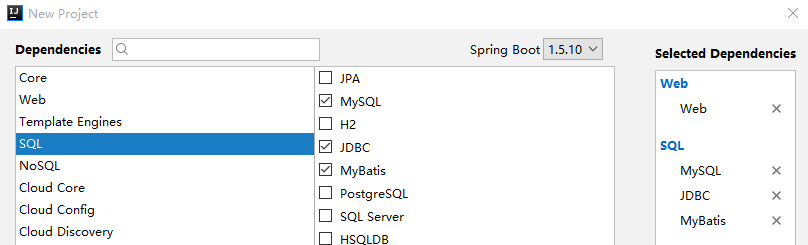 New Project
Dependencies
Spring Boot 1.5.10
Selected Dependencies
Core
Web
Template Engines
SQL
NoSQL
Cloud Core
Cloud Config
Cloud Discovery
JPA
MySQL
H2
JDBC
MyBatis
PostgreSQL
SQL Server
HSQLDB
Web
Web
SQL
MySQL
JDBC
MyBatis